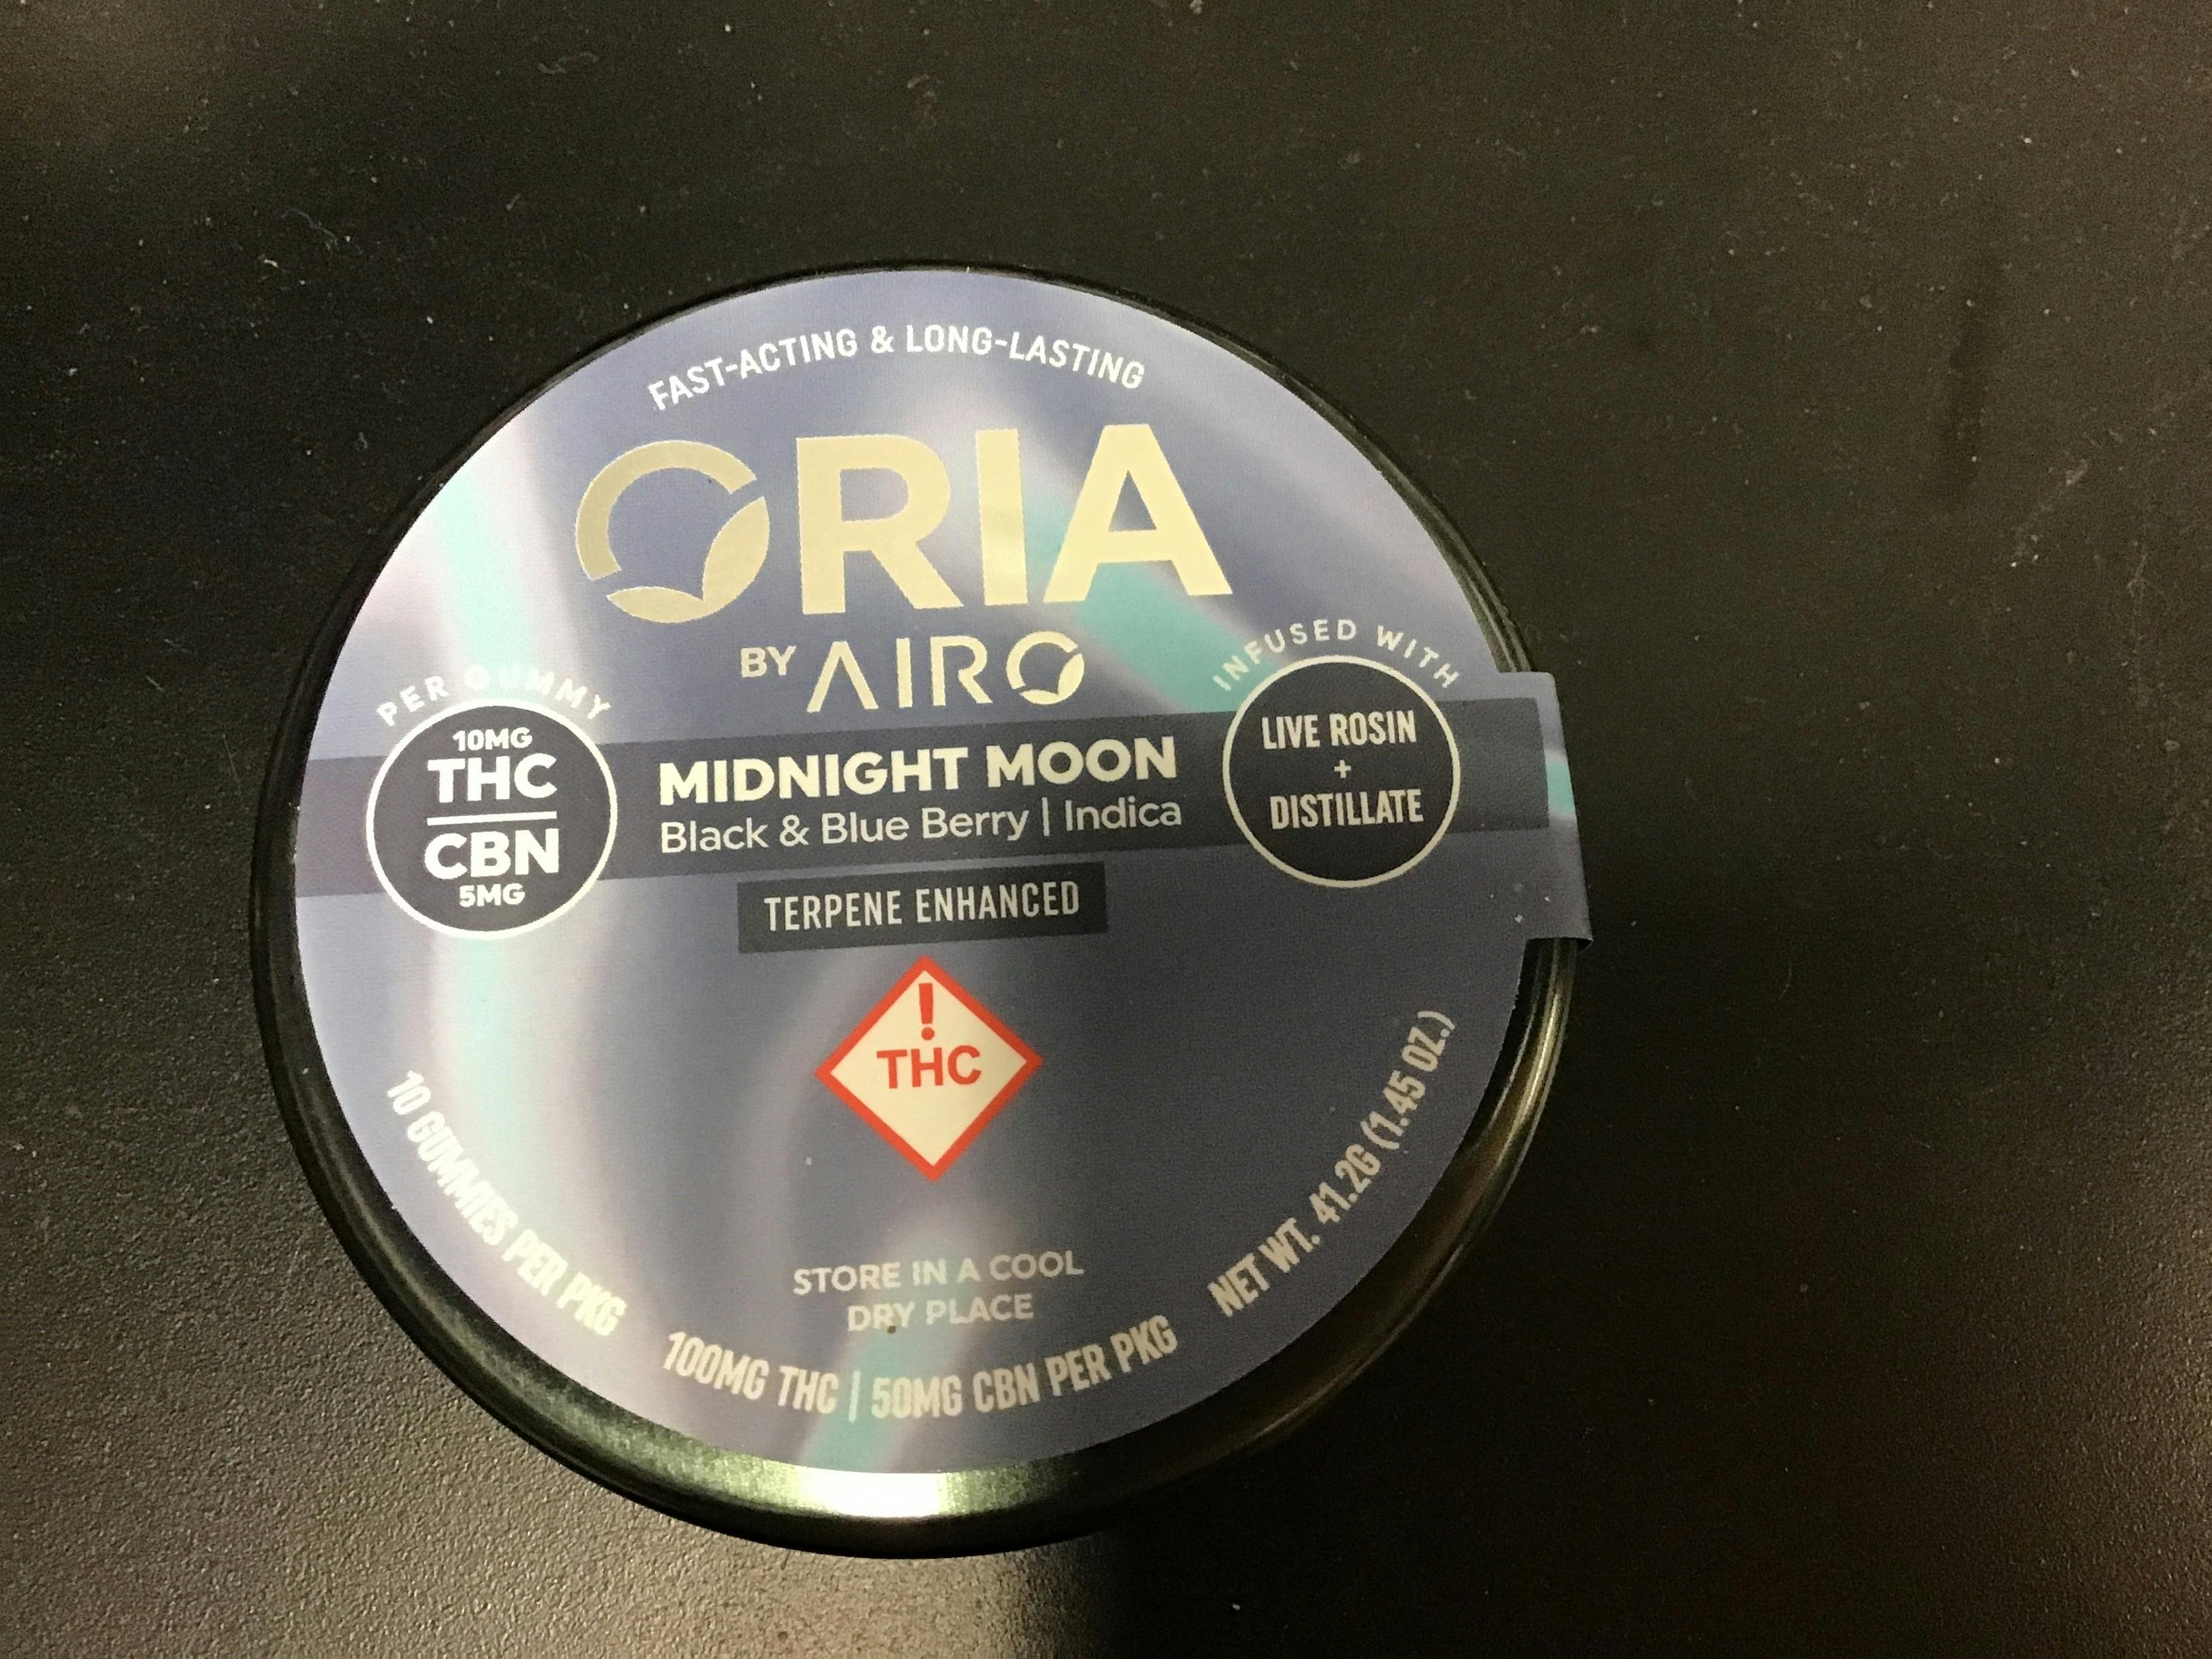 FAST-ACTING & LONG-LASTING
ORIA
BY AIRO
PER GUMMY
10MG
THC
CBN
5MG
MIDNIGHT MOON
Black & Blue Berry | Indica
TERPENE ENHANCED
INFUSED WITH
LIVE ROSIN
+
DISTILLATE
!
THC
STORE IN A COOL
DRY PLACE
10 GUMMIES PER PKG
100MG THC | 50MG CBN PER PKG
NET WT. 41.2G (1.45 OZ.)